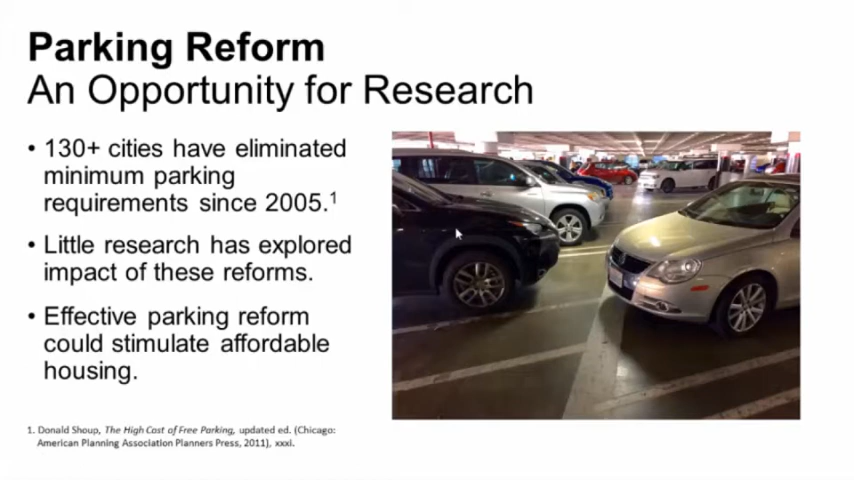 Parking Reform
An Opportunity for Research
• 130+ cities have eliminated
minimum parking
requirements since 2005.¹
• Little research has explored
impact of these reforms.
• Effective parking reform
could stimulate affordable
housing.
1. Donald Shoup, The High Cost of Free Parking, updated ed. (Chicago:
American Planning Association Planners Press, 2011), xxxi.